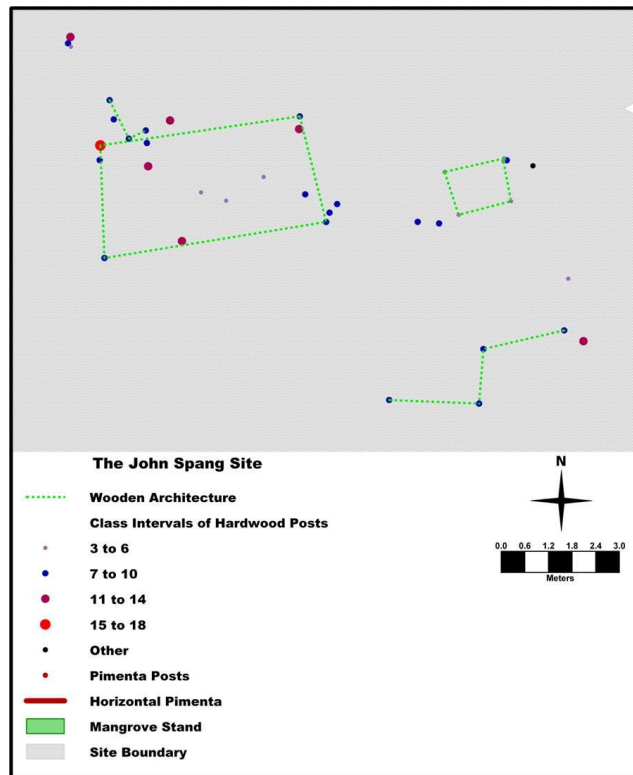 The John Spang Site
Wooden Architecture
Class Intervals of Hardwood Posts
3 to 6
7 to 10
11 to 14
15 to 18
Other
Pimenta Posts
Horizontal Pimenta
Mangrove Stand
Site Boundary
N
0.0 0.6 1.2 1.8 2.4 3.0
Meters